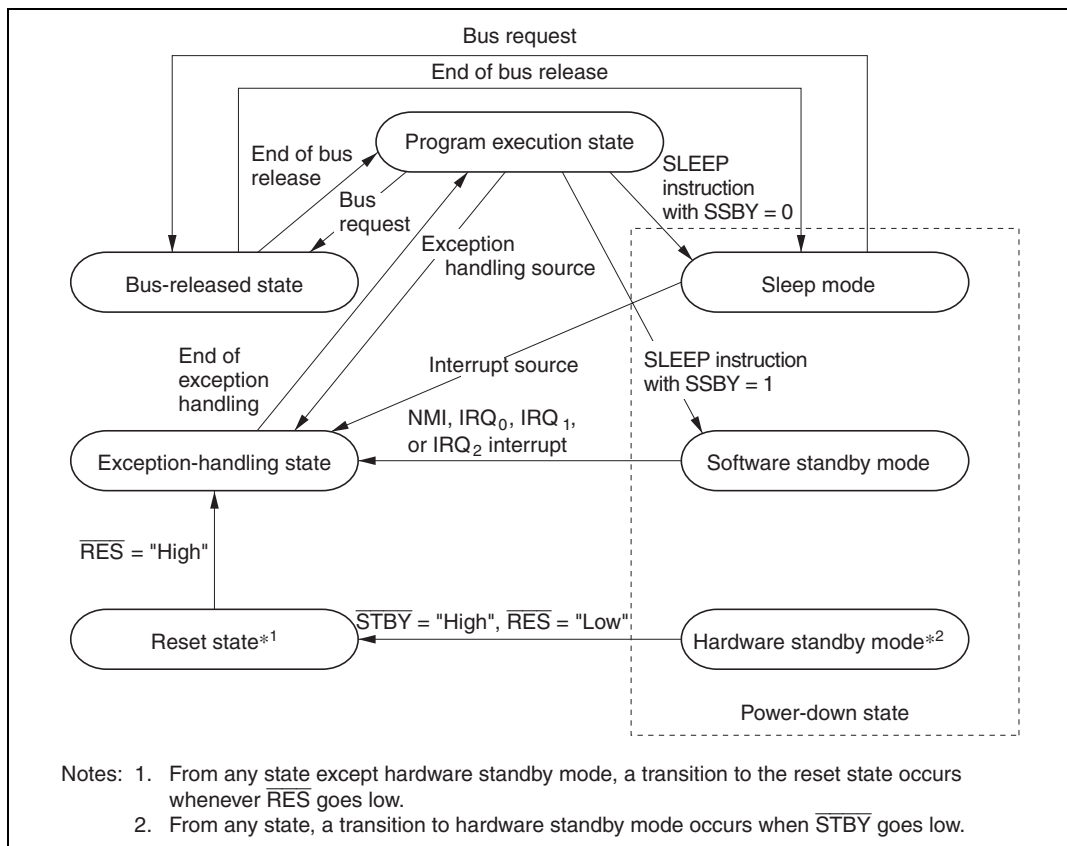 Bus request
End of bus release
Program execution state
End of bus
release
Bus
request
SLEEP
instruction
with SSBY = 0
Exception
handling source
Bus-released state
Sleep mode
End of
exception
handling
Interrupt source
SLEEP instruction
with SSBY = 1
NMI, IRQ₀, IRQ₁,
or IRQ₂ interrupt
Exception-handling state
Software standby mode
R̅E̅S̅ = "High"
S̅T̅B̅Y̅ = "High", R̅E̅S̅ = "Low"
Reset state*¹
Hardware standby mode*²
Power-down state
Notes: 1. From any state except hardware standby mode, a transition to the reset state occurs
whenever R̅E̅S̅ goes low.
2. From any state, a transition to hardware standby mode occurs when S̅T̅B̅Y̅ goes low.